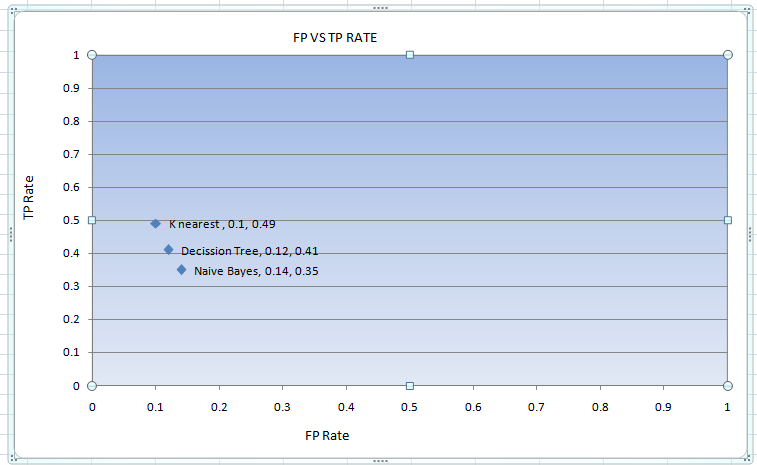 FP VS TP RATE
1
0.9
0.8
0.7
0.6
0.5
0.4
0.3
0.2
0.1
0
TP Rate
K nearest , 0.1, 0.49
Decission Tree, 0.12, 0.41
Naive Bayes, 0.14, 0.35
0 0.1 0.2 0.3 0.4 0.5 0.6 0.7 0.8 0.9 1
FP Rate